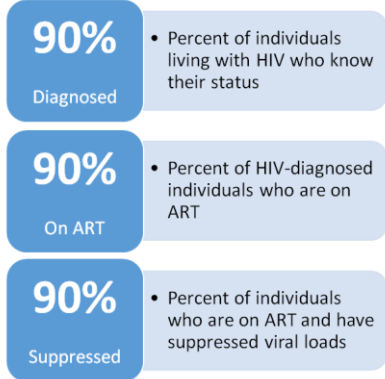 90%
Diagnosed
• Percent of individuals
living with HIV who know
their status
90%
On ART
• Percent of HIV-diagnosed
individuals who are on
ART
90%
Suppressed
• Percent of individuals
who are on ART and have
suppressed viral loads